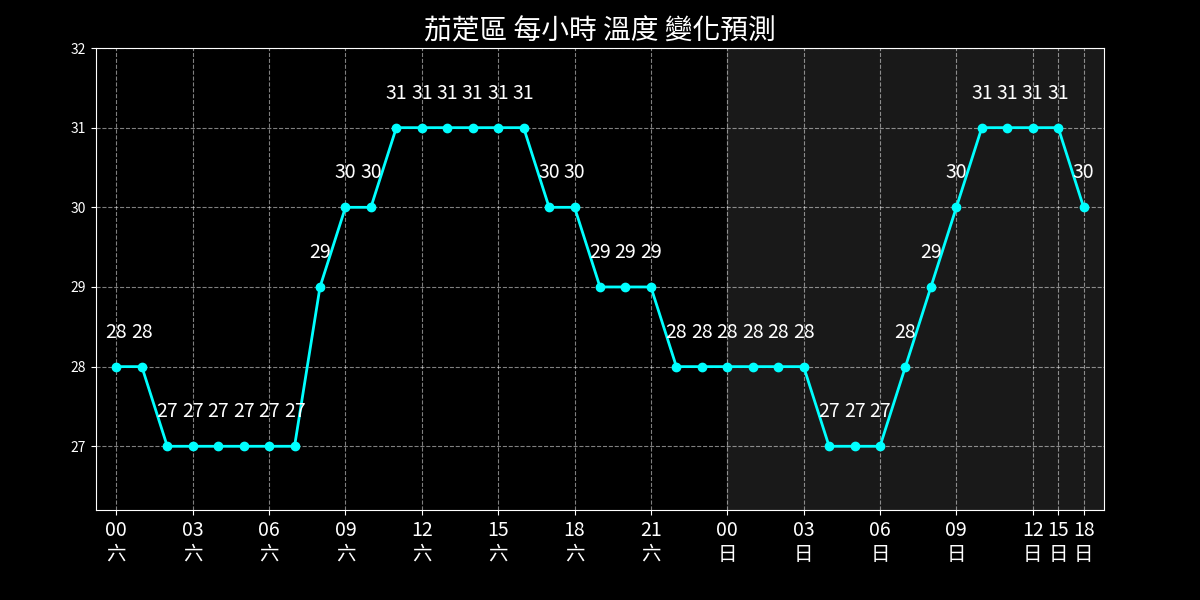 茄萣區 每小時 溫度 變化預測
32
31
30
29
28
27
31 31 31 31 31 31 31 31 31 31
30 30 30 30 30 30
29 29 29 29 29
28 28 28 28 28 28 28 28 28
27 27 27 27 27 27 27 27 27
00 03 06 09 12 15 18 21 00 03 06 09 12 15 18
六 六 六 六 六 六 六 六 日 日 日 日 日 日 日